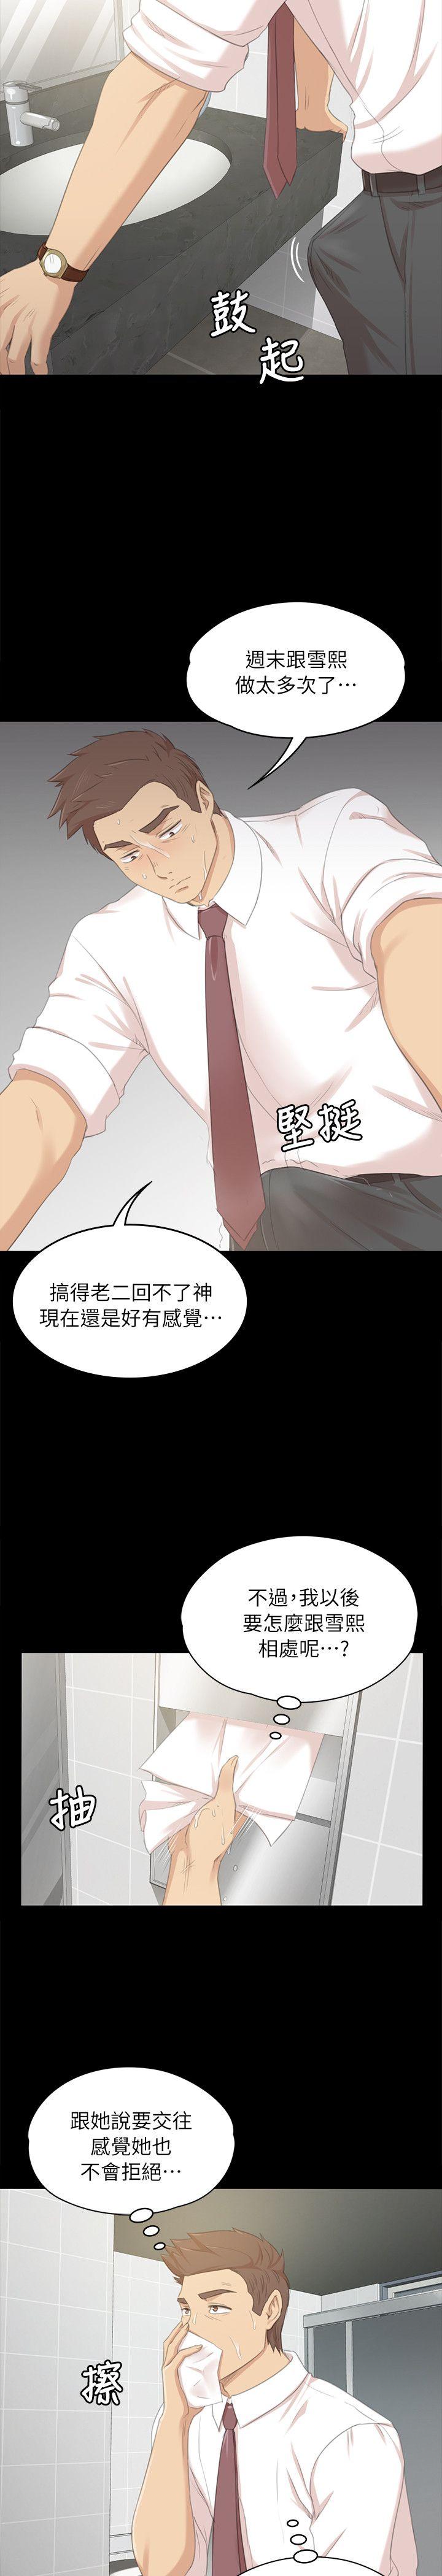 鼓
起
週末跟雪熙
做太多次了…
堅挺
搞得老二回不了神
現在還是好有感覺…
不過，我以後
要怎麼跟雪熙
相處呢…?
抽
跟她說要交往
感覺她也
不會拒絕…
擦